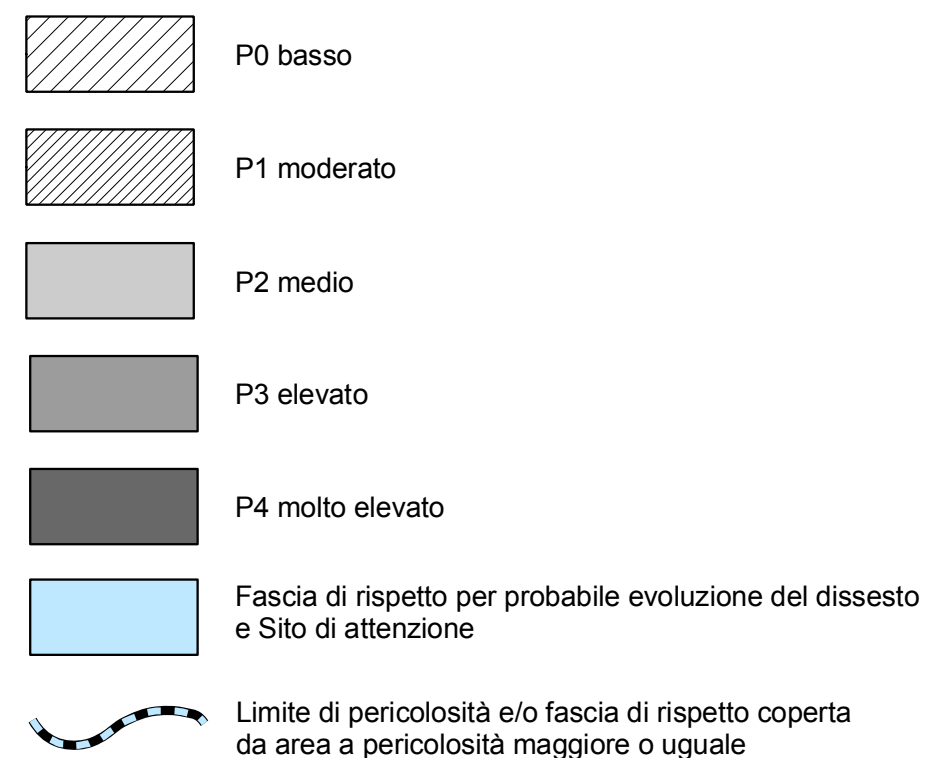 P0 basso
P1 moderato
P2 medio
P3 elevato
P4 molto elevato
Fascia di rispetto per probabile evoluzione del dissesto
e Sito di attenzione
Limite di pericolosità e/o fascia di rispetto coperta
da area a pericolosità maggiore o uguale